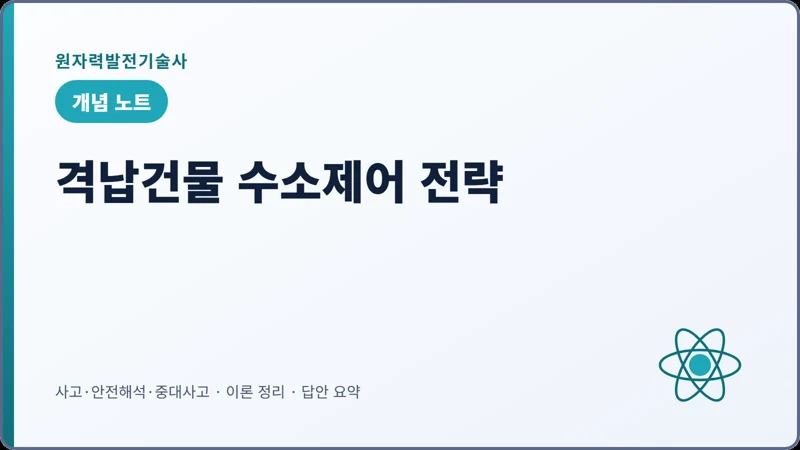 원자력발전기술사
개념 노트
격납건물 수소제어 전략
사고·안전해석·중대사고 · 이론 정리 · 답안 요약